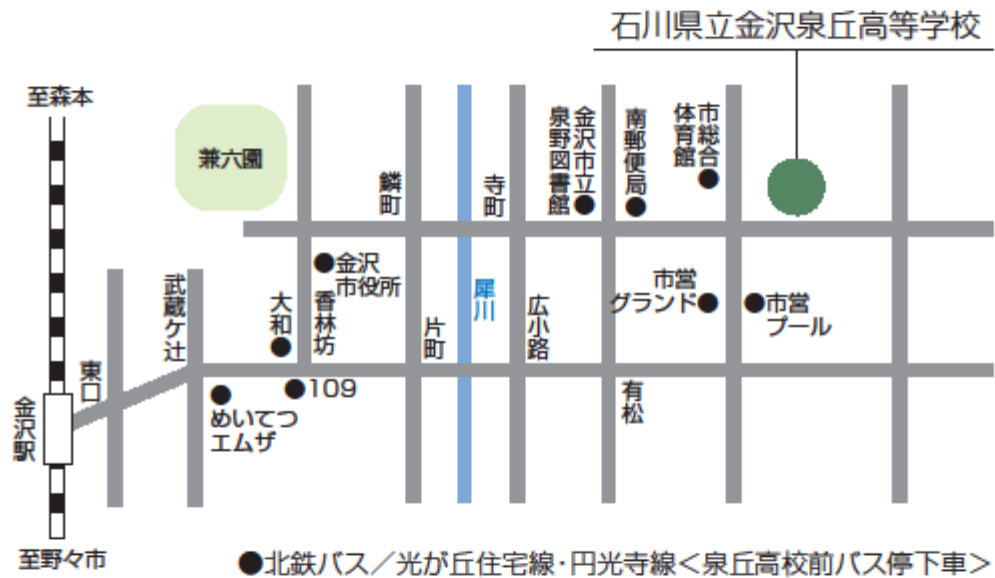 石川県立金沢泉丘高等学校
至森本
兼六園
鱗町
寺町
金沢市立
泉野図書館
南郵便局
市総合
体育館
金沢
市役所
武蔵ケ辻
大和
香林坊
片町
犀川
広小路
市営
グランド
市営
プール
東口
109
有松
めいてつ
エムザ
金沢駅
至野々市
●北鉄バス/光が丘住宅線・円光寺線<泉丘高校前バス停下車>